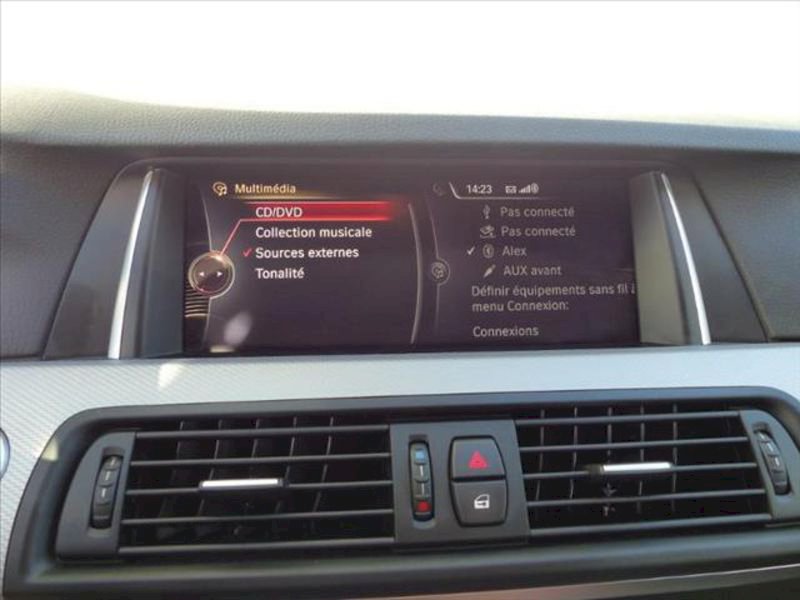 Multimédia
14:23
CD/DVD
Collection musicale
Sources externes
Tonalité
Pas connecté
Pas connecté
Alex
AUX avant
Définir équipements sans fil à
menu Connexion:
Connexions